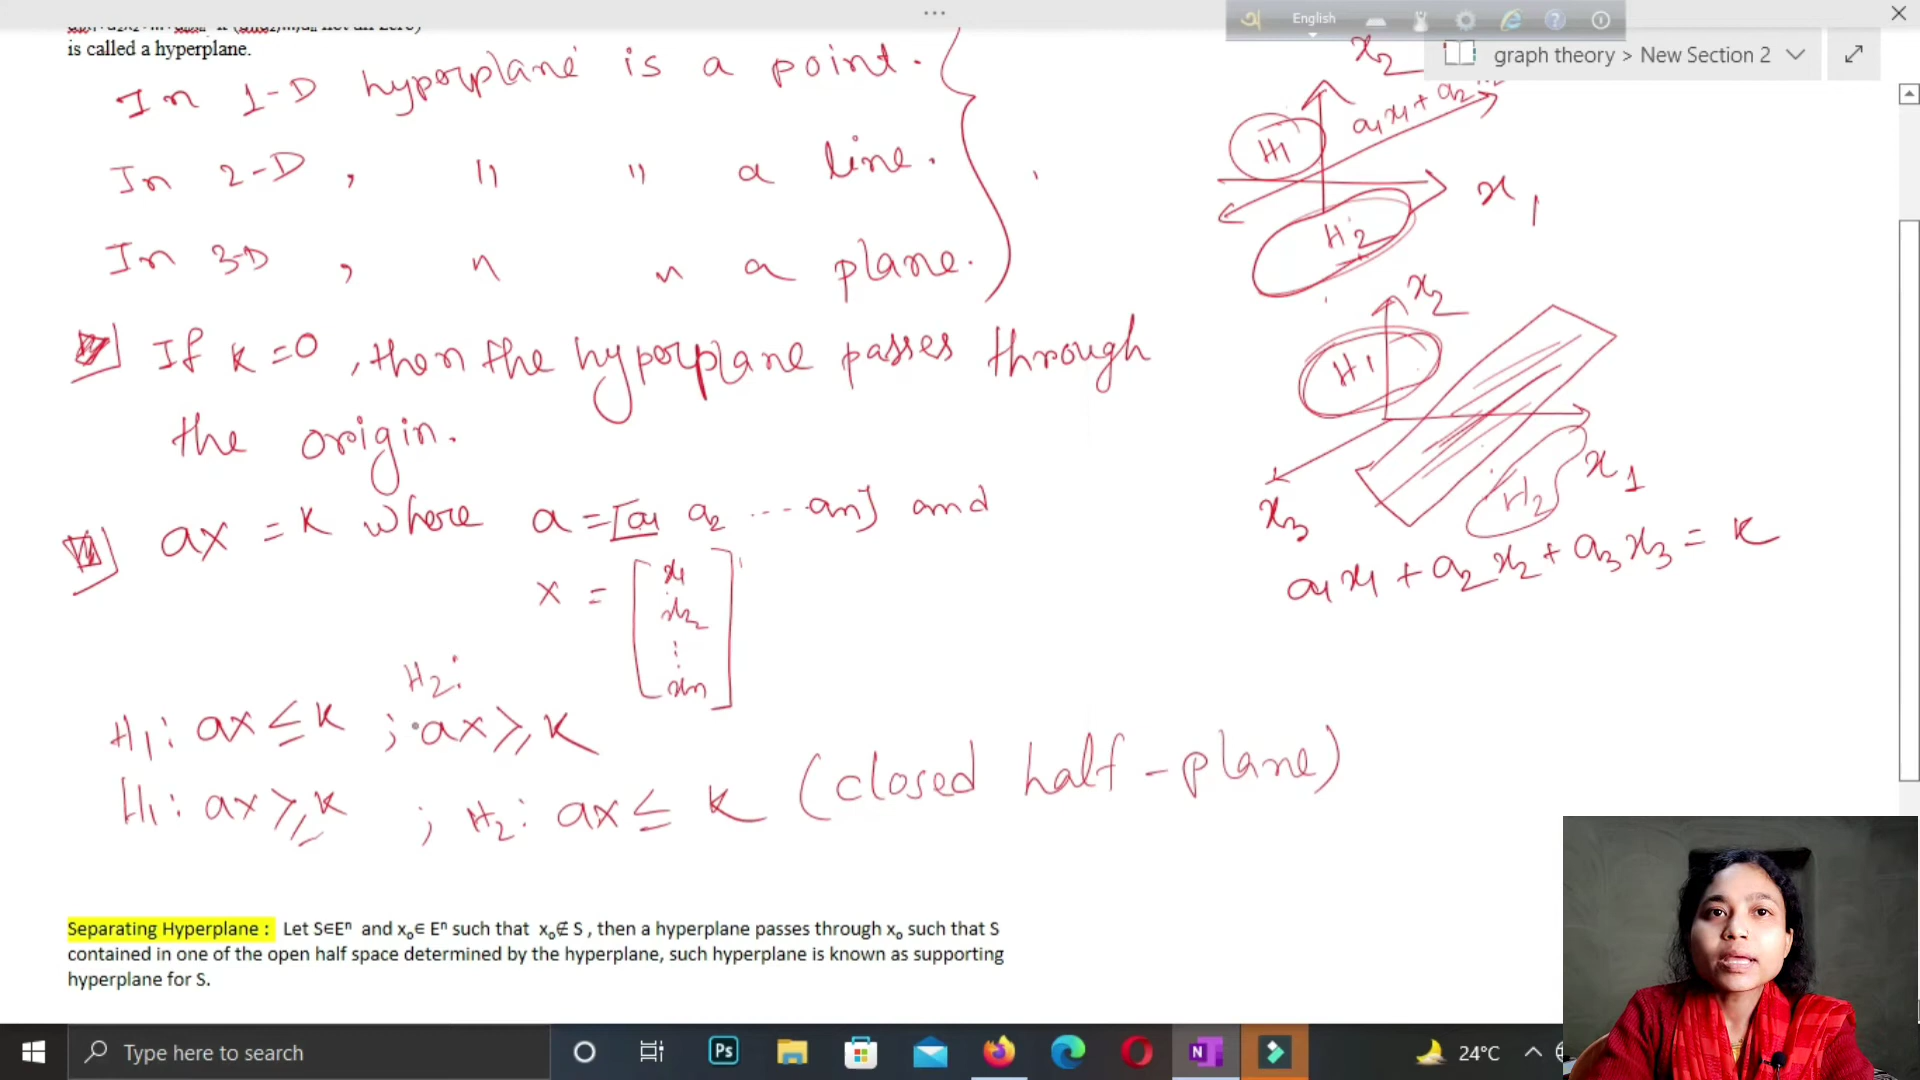 is called a hyperplane.
In 1-D hyperplane is a point.
In 2-D, " " a line.
In 3-D, " " a plane.
If K=0, then the hyperplane passes through
the origin.
ax = K where a = [a1 a2 ... an] and
x = [x1
x2
⋮
xn]
H2:
H1: ax ≤ K ; ax ≥ K
H1: ax ≥ K ; H2: ax ≤ K (closed half-plane)
English
graph theory > New Section 2
x2
a1x1 + a2
H1
x1
H2
x2
H1
H2
x1
x3
a1x1 + a2x2 + a3x3 = K
Separating Hyperplane : Let S∈Eⁿ and x₀∈ Eⁿ such that x₀∉ S , then a hyperplane passes through x₀ such that S
contained in one of the open half space determined by the hyperplane, such hyperplane is known as supporting
hyperplane for S.
Type here to search
Ps
N
24°C